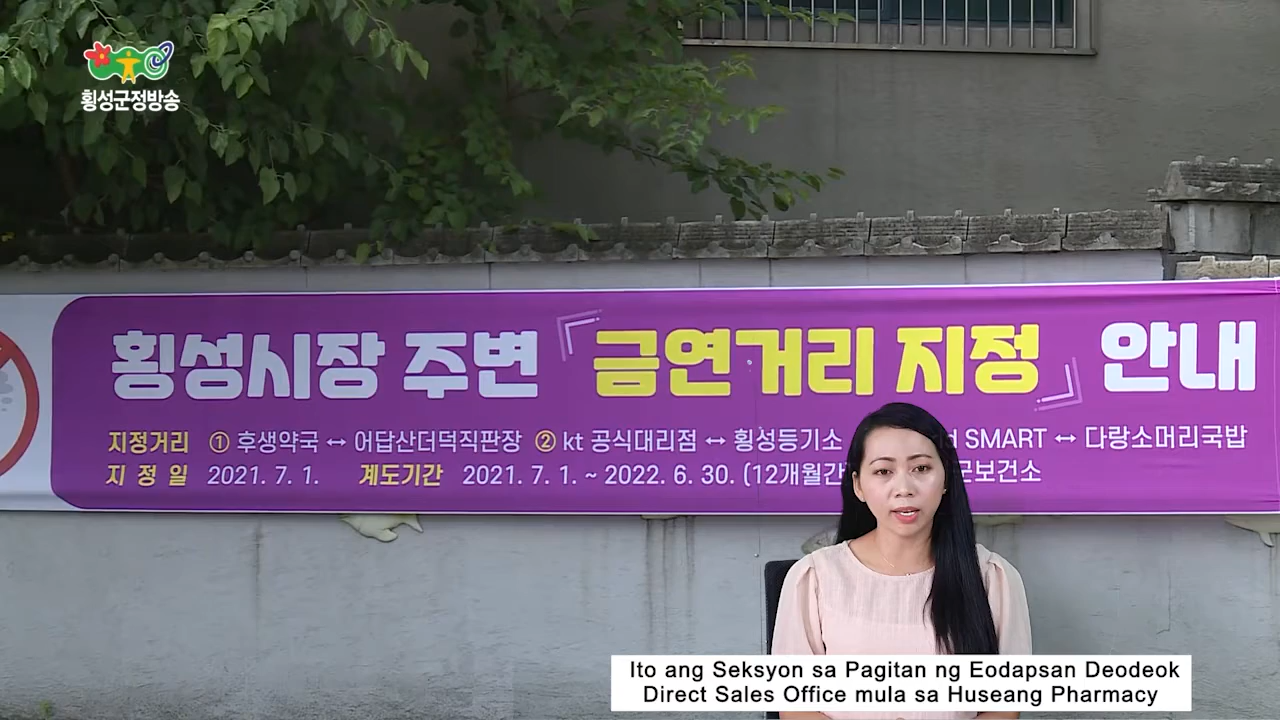 횡성군정방송
횡성시장 주변 「금연거리 지정」 안내
지정거리 ① 후생약국 ↔ 어답산더덕직판장 ② kt 공식대리점 ↔ 횡성등기소 SMART ↔ 다랑소머리국밥
지 정 일 2021. 7. 1. 계도기간 2021. 7. 1. ~ 2022. 6. 30. (12개월간 군보건소
Ito ang Seksyon sa Pagitan ng Eodapsan Deodeok
Direct Sales Office mula sa Huseang Pharmacy